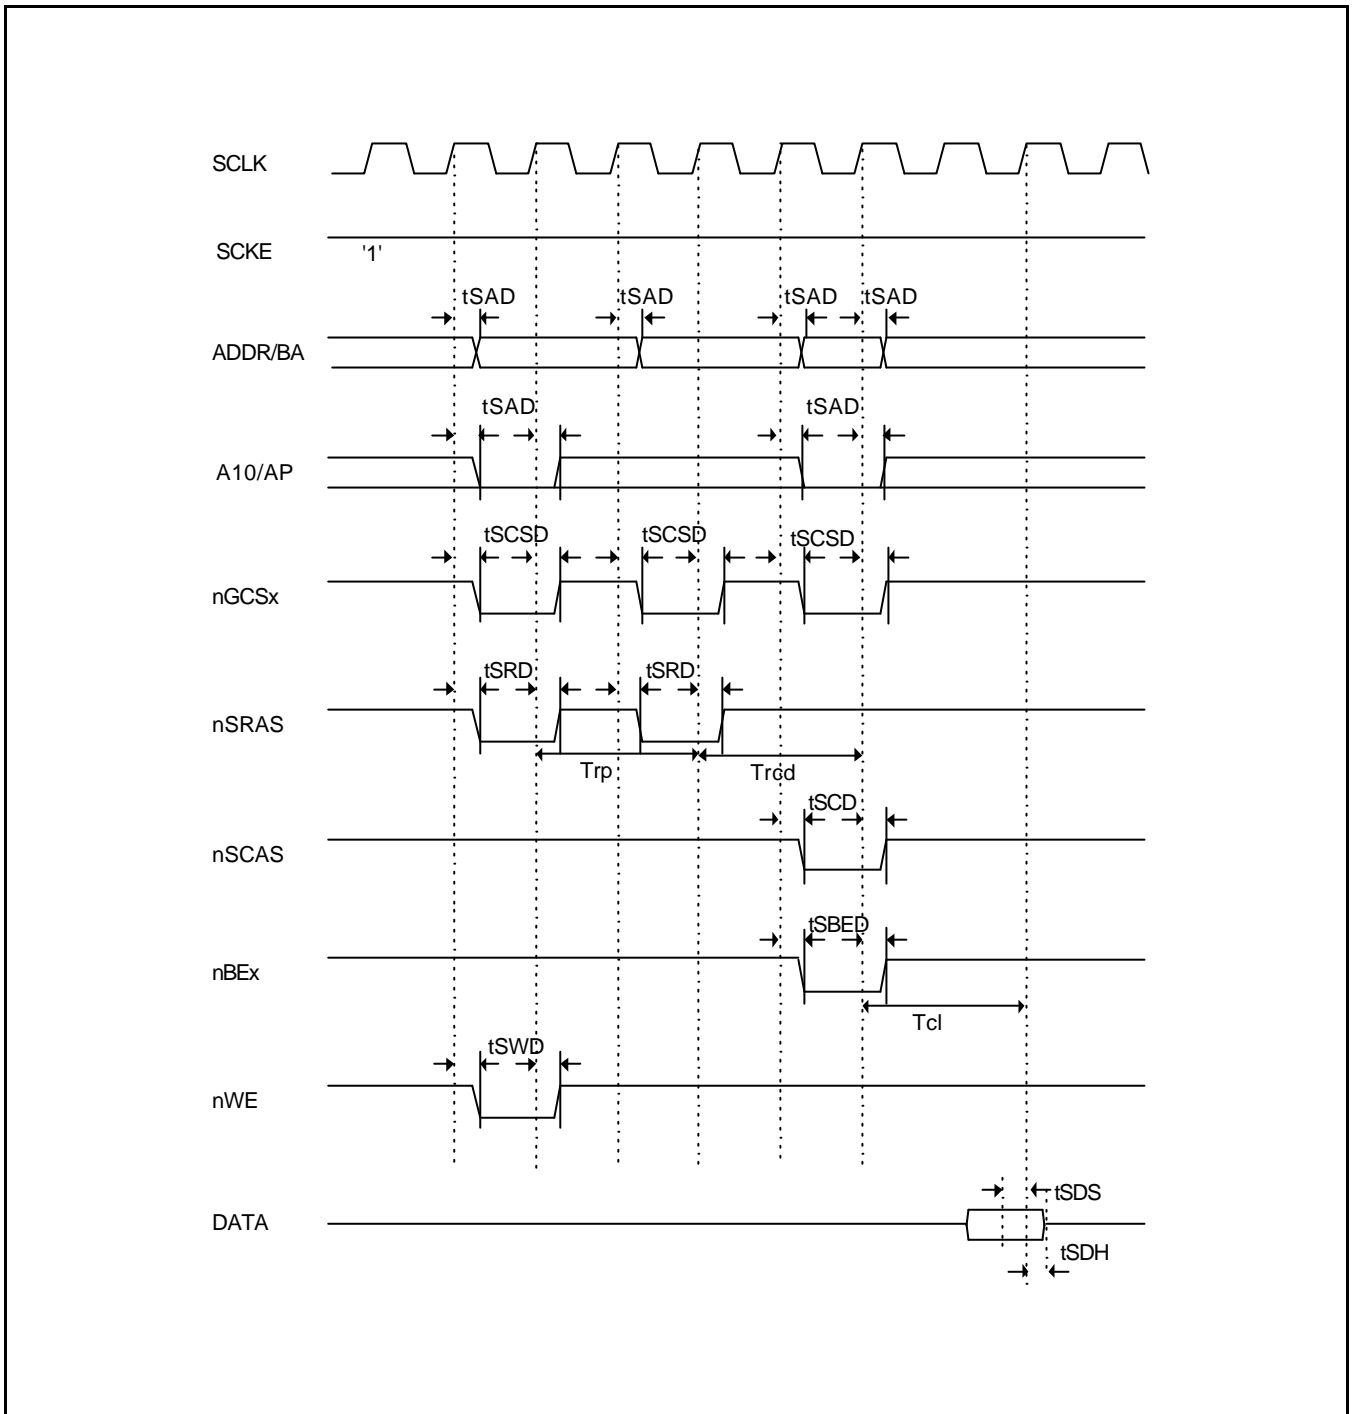 SCLK
SCKE '1'
tSAD tSAD tSAD tSAD
ADDR/BA
tSAD tSAD
A10/AP
tSCSD tSCSD tSCSD
nGCSx
tSRD tSRD
nSRAS
Trp Trcd
tSCD
nSCAS
tSBED
nBEx
Tcl
tSWD
nWE
tSDS
DATA
tSDH